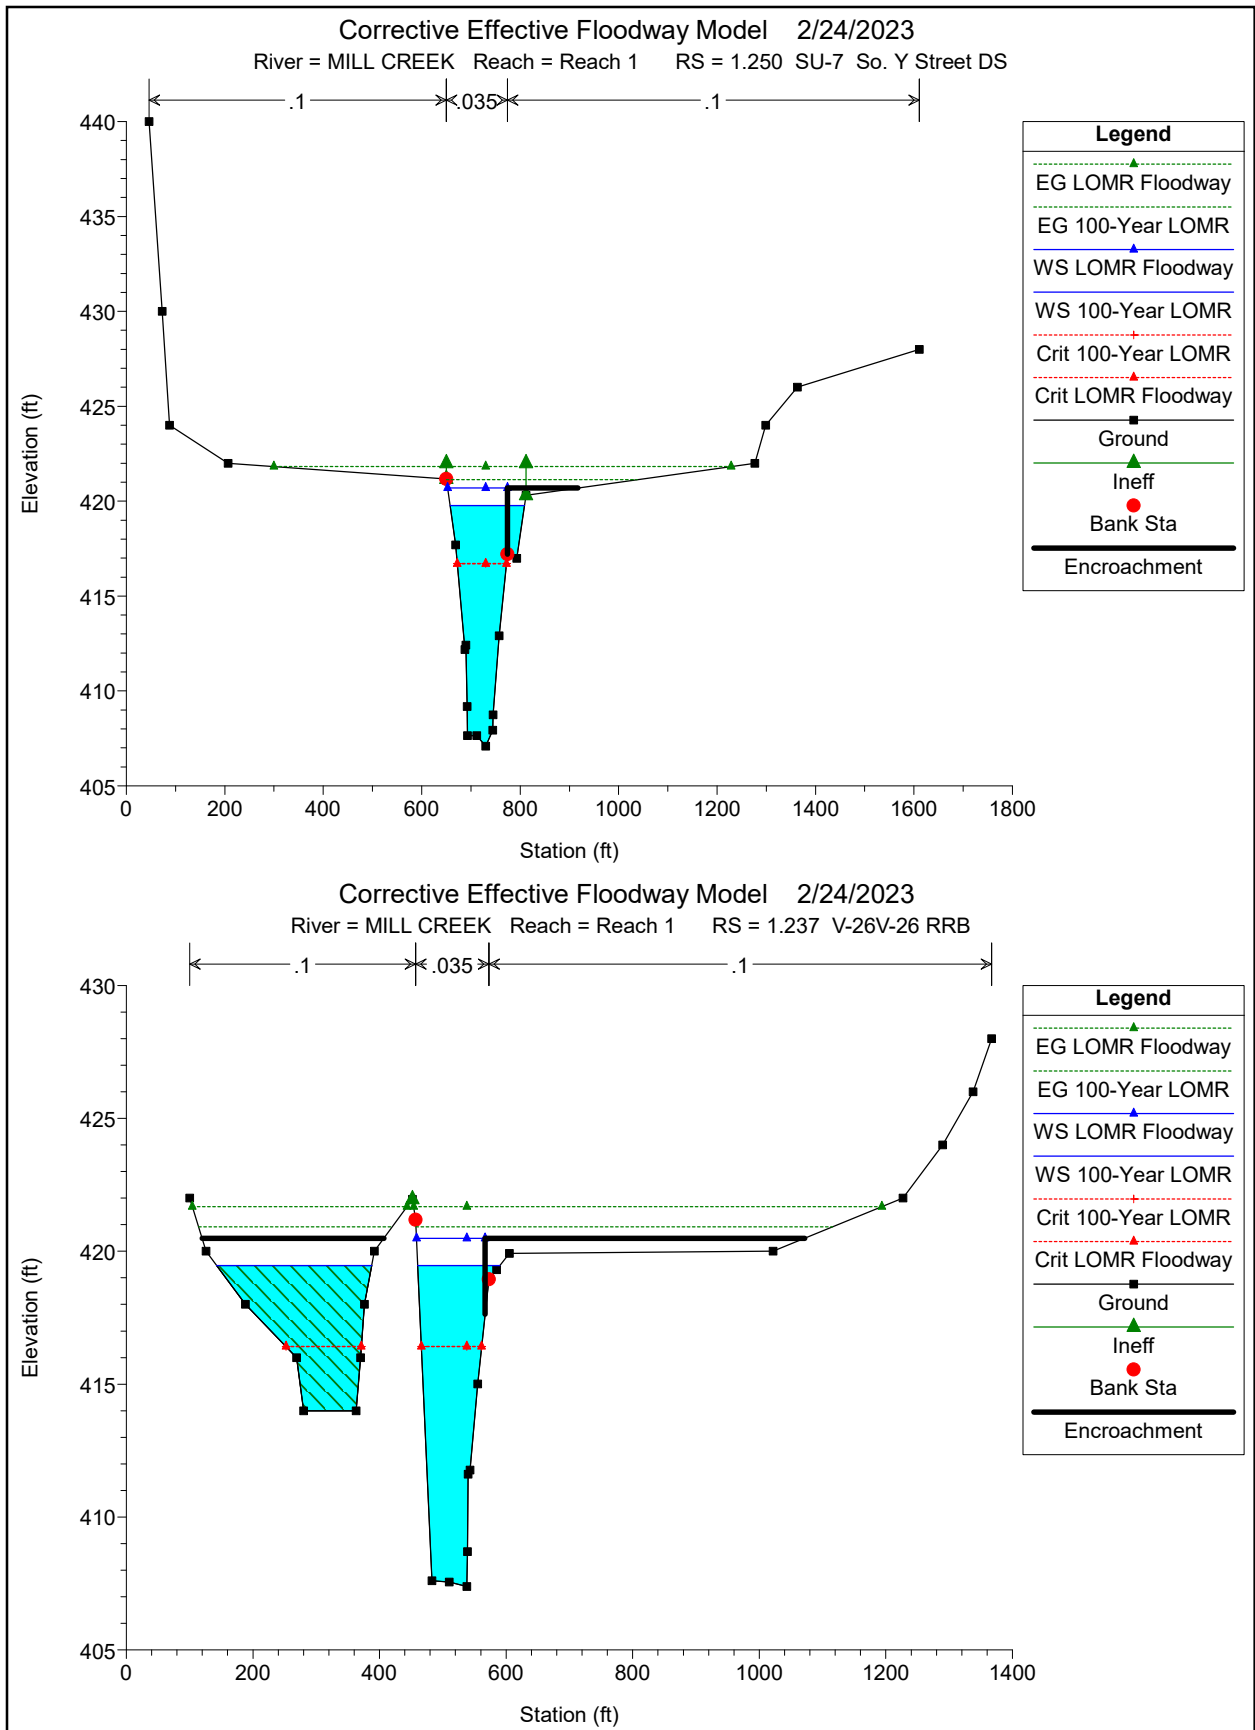 Corrective Effective Floodway Model 2/24/2023
River = MILL CREEK Reach = Reach 1 RS = 1.250 SU-7 So. Y Street DS
.1 .035 .1
440
435
430
425
420
415
410
405
Elevation (ft)
0 200 400 600 800 1000 1200 1400 1600 1800
Station (ft)
Legend
EG LOMR Floodway
EG 100-Year LOMR
WS LOMR Floodway
WS 100-Year LOMR
Crit 100-Year LOMR
Crit LOMR Floodway
Ground
Ineff
Bank Sta
Encroachment
Corrective Effective Floodway Model 2/24/2023
River = MILL CREEK Reach = Reach 1 RS = 1.237 V-26V-26 RRB
.1 .035 .1
430
425
420
415
410
405
Elevation (ft)
0 200 400 600 800 1000 1200 1400
Station (ft)
Legend
EG LOMR Floodway
EG 100-Year LOMR
WS LOMR Floodway
WS 100-Year LOMR
Crit 100-Year LOMR
Crit LOMR Floodway
Ground
Ineff
Bank Sta
Encroachment